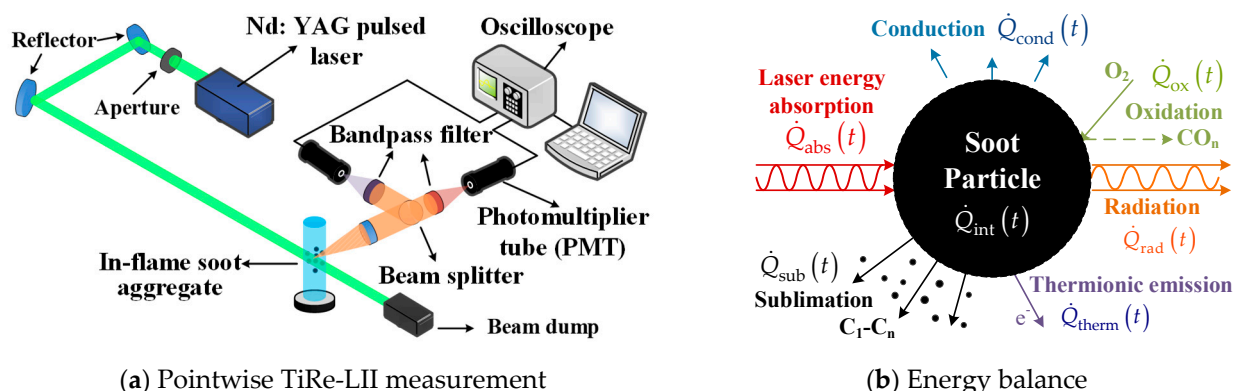 Reflector
Nd: YAG pulsed
laser
Aperture
Oscilloscope
Bandpass filter
Photomultiplier
tube (PMT)
Beam splitter
In-flame soot
aggregate
Beam dump
(a) Pointwise TiRe-LII measurement
Conduction Q̇cond(t)
Laser energy
absorption
Q̇abs(t)
O₂ Q̇ox(t)
Oxidation
COₙ
Soot
Particle
Q̇int(t)
Radiation
Q̇rad(t)
Q̇sub(t)
Sublimation
C₁-Cₙ
Thermionic emission
e⁻ Q̇therm(t)
(b) Energy balance